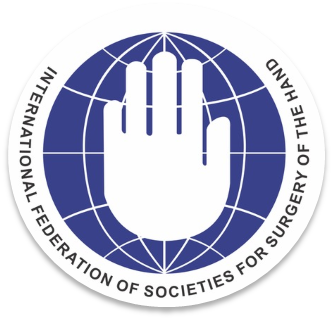 INTERNATIONAL FEDERATION OF SOCIETIES FOR SURGERY OF THE HAND